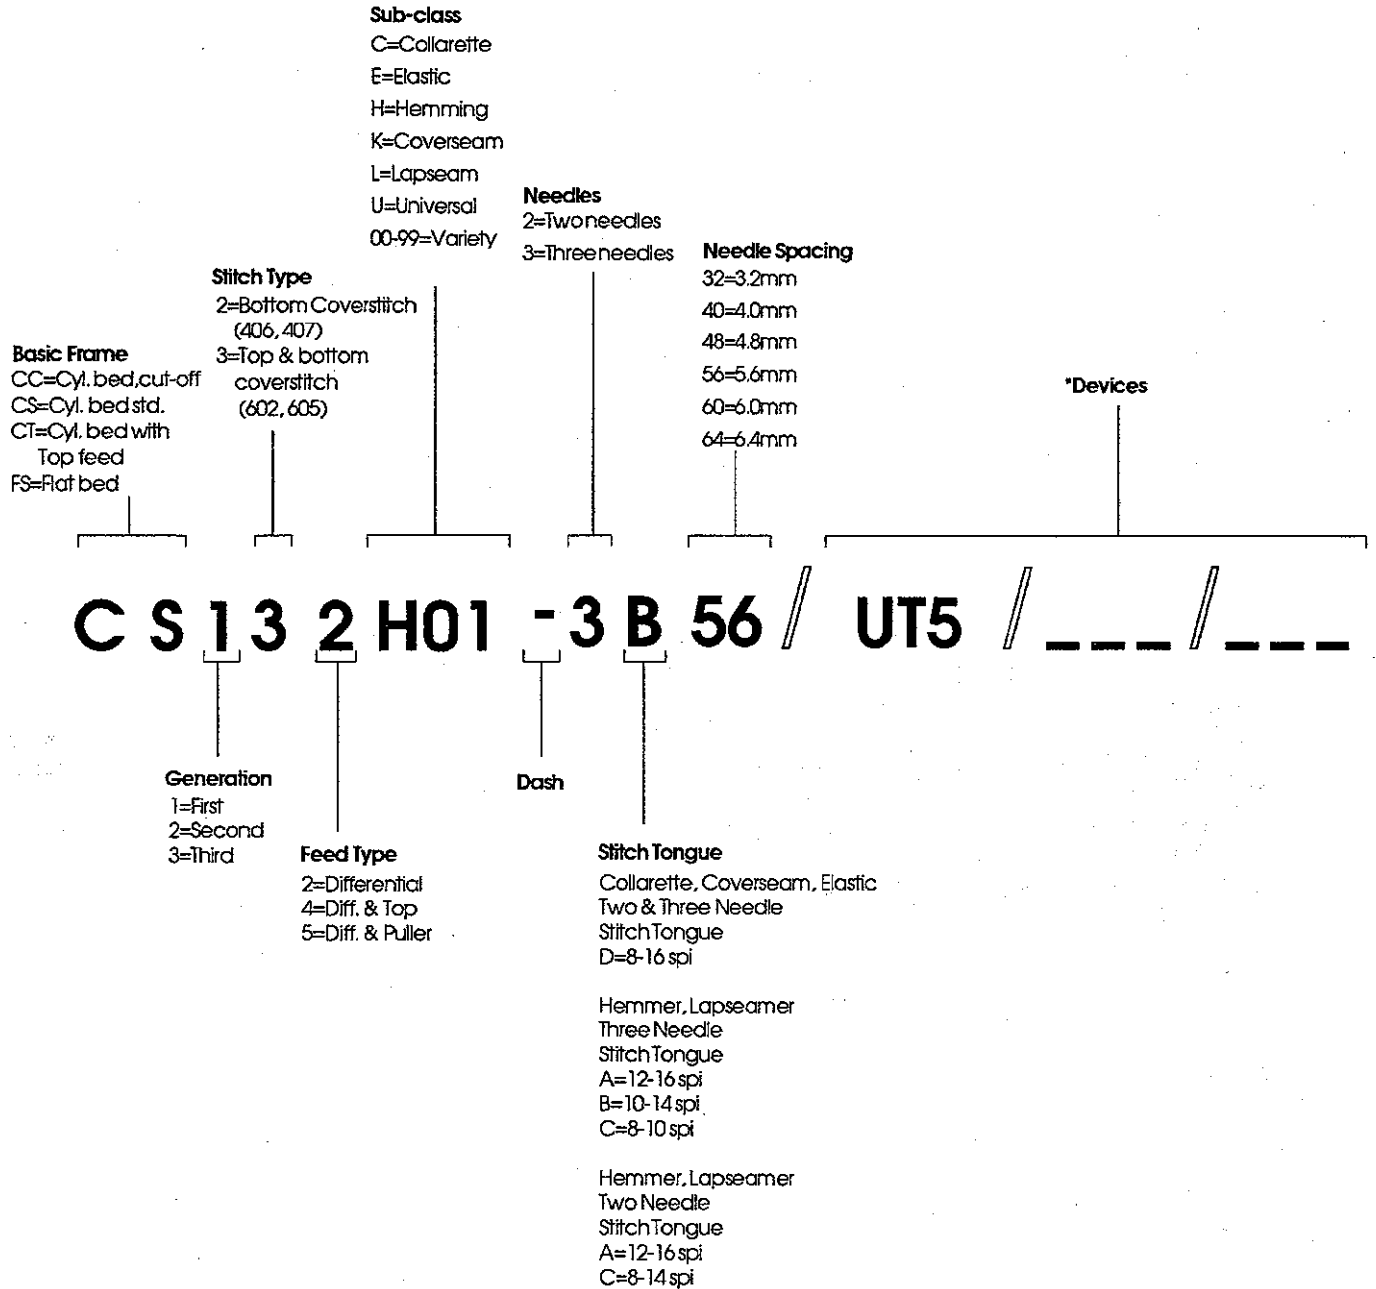 Sub-class
C=Collarette
E=Elastic
H=Hemming
K=Coverseam
L=Lapseam
U=Universal
00-99=Variety
Needles
2=Two needles
3=Three needles
Needle Spacing
32=3.2mm
40=4.0mm
48=4.8mm
56=5.6mm
60=6.0mm
64=6.4mm
Stitch Type
2=Bottom Coverstitch
(406, 407)
3=Top & bottom
coverstitch
(602, 605)
Basic Frame
CC=Cyl. bed, cut-off
CS=Cyl. bed std.
CT=Cyl. bed with
Top feed
FS=Flat bed
*Devices
C S 1 3 2 H01 - 3 B 56 / UT5 / _ _ _ / _ _ _
Generation
1=First
2=Second
3=Third
Feed Type
2=Differential
4=Diff. & Top
5=Diff. & Puller
Dash
Stitch Tongue
Collarette, Coverseam, Elastic
Two & Three Needle
Stitch Tongue
D=8-16 spi
Hemmer, Lapseamer
Three Needle
Stitch Tongue
A=12-16 spi
B=10-14 spi
C=8-10 spi
Hemmer, Lapseamer
Two Needle
Stitch Tongue
A=12-16 spi
C=8-14 spi